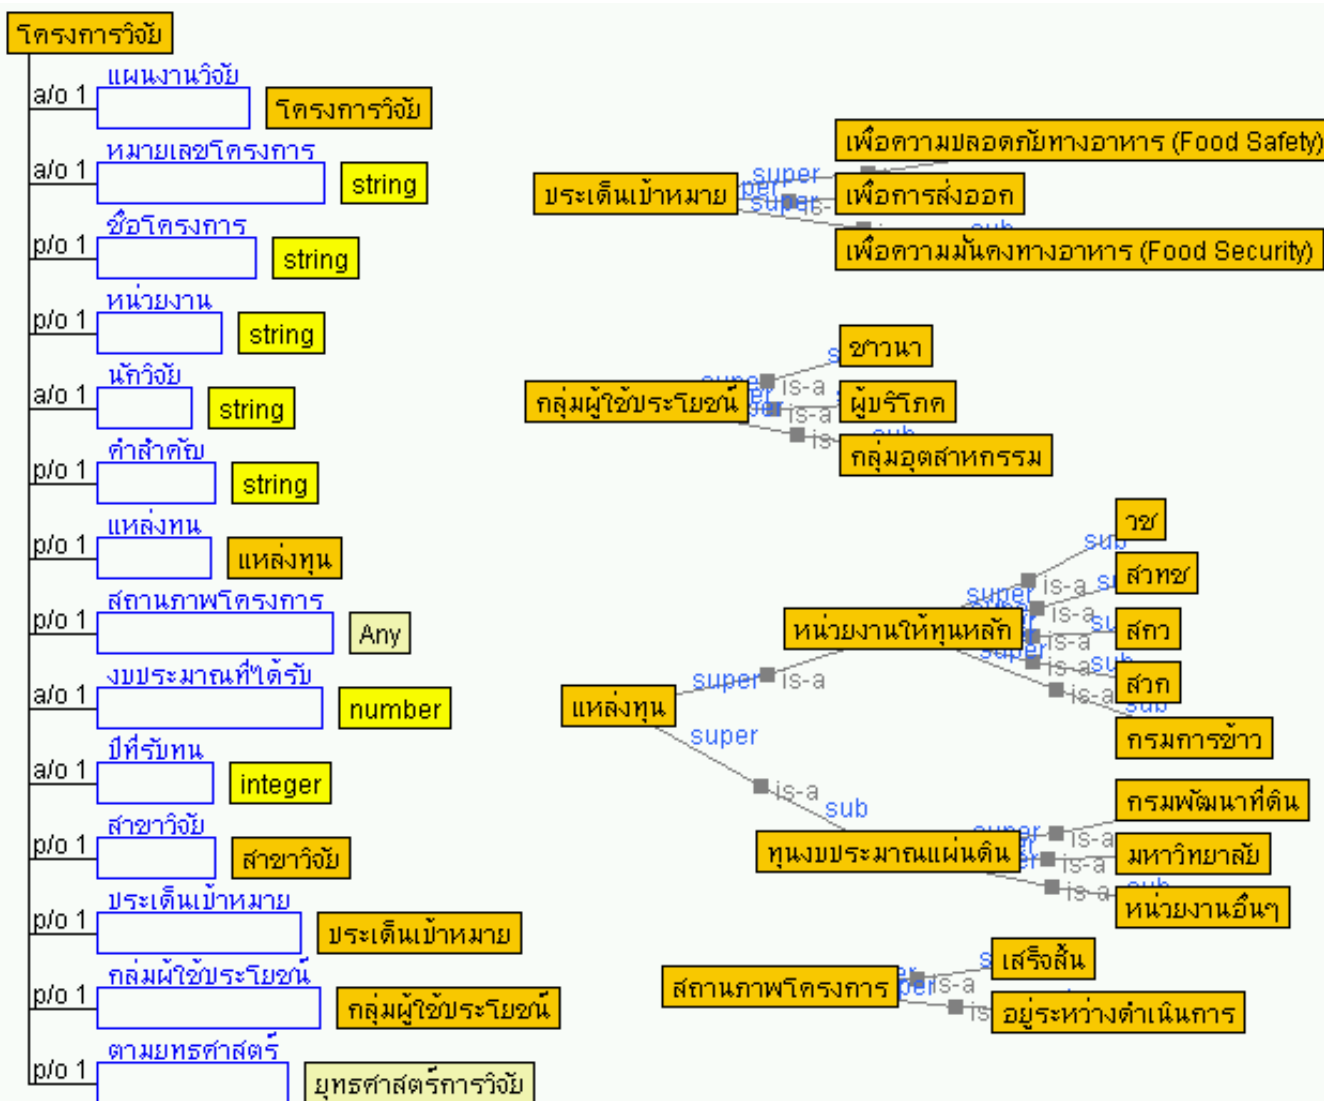 โครงการวิจัย
แผนงานวิจัย
a/o 1
โครงการวิจัย
หมายเลขโครงการ
a/o 1
string
ชื่อโครงการ
p/o 1
string
หน่วยงาน
p/o 1
string
นักวิจัย
a/o 1
string
คำสำคัญ
p/o 1
string
แหล่งทุน
p/o 1
แหล่งทุน
สถานภาพโครงการ
p/o 1
Any
งบประมาณที่ได้รับ
a/o 1
number
ปีที่รับทุน
a/o 1
integer
สาขาวิจัย
p/o 1
สาขาวิจัย
ประเด็นเป้าหมาย
p/o 1
ประเด็นเป้าหมาย
กลุ่มผู้ใช้ประโยชน์
p/o 1
กลุ่มผู้ใช้ประโยชน์
ตามยุทธศาสตร์
p/o 1
ยุทธศาสตร์การวิจัย
ประเด็นเป้าหมาย
super
super
is-
เพื่อความปลอดภัยทางอาหาร (Food Safety)
เพื่อการส่งออก
เพื่อความมั่นคงทางอาหาร (Food Security)
กลุ่มผู้ใช้ประโยชน์
is-a
is-a
is
ชาวนา
ผู้บริโภค
กลุ่มอุตสาหกรรม
แหล่งทุน
super
is-a
super
is-a
sub
หน่วยงานให้ทุนหลัก
super
super
is-a
is-a
is-a
is-a
is-a
sub
sub
sub
วช
สวทช
สกว
สวก
กรมการข้าว
ทุนงบประมาณแผ่นดิน
is-a
is-a
is-a
กรมพัฒนาที่ดิน
มหาวิทยาลัย
หน่วยงานอื่นๆ
สถานภาพโครงการ
is-a
is
เสร็จสิ้น
อยู่ระหว่างดำเนินการ